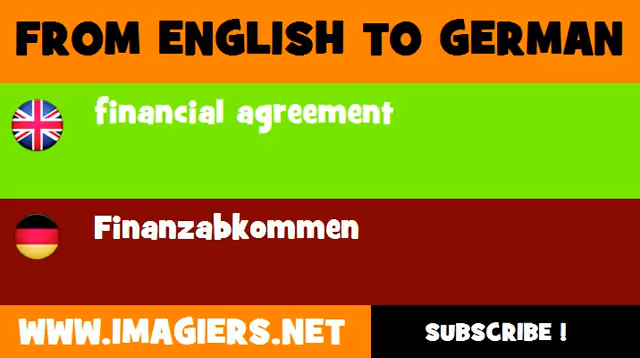 FROM ENGLISH TO GERMAN
financial agreement
Finanzabkommen
WWW.IMAGIERS.NET
SUBSCRIBE !